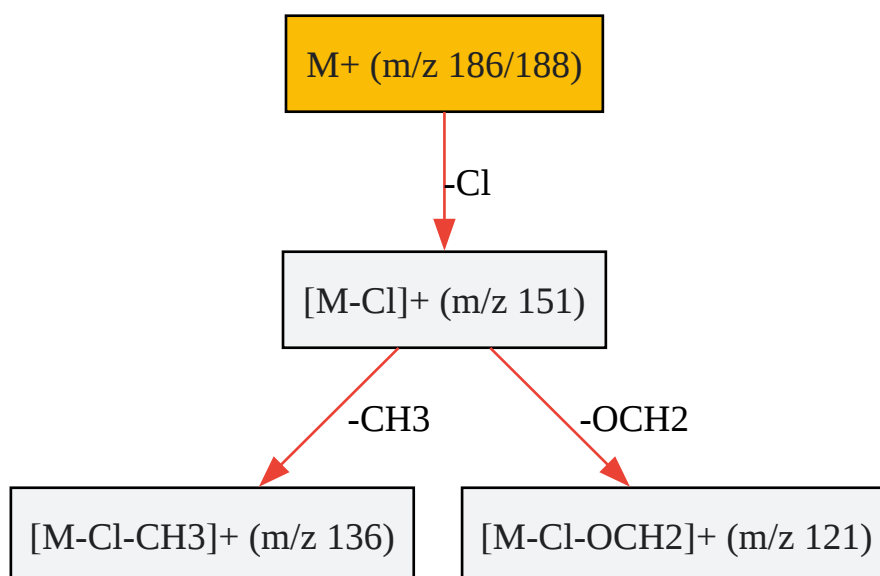 M+ (m/z 186/188)
-Cl
[M-Cl]+ (m/z 151)
-CH3
-OCH2
[M-Cl-CH3]+ (m/z 136)
[M-Cl-OCH2]+ (m/z 121)